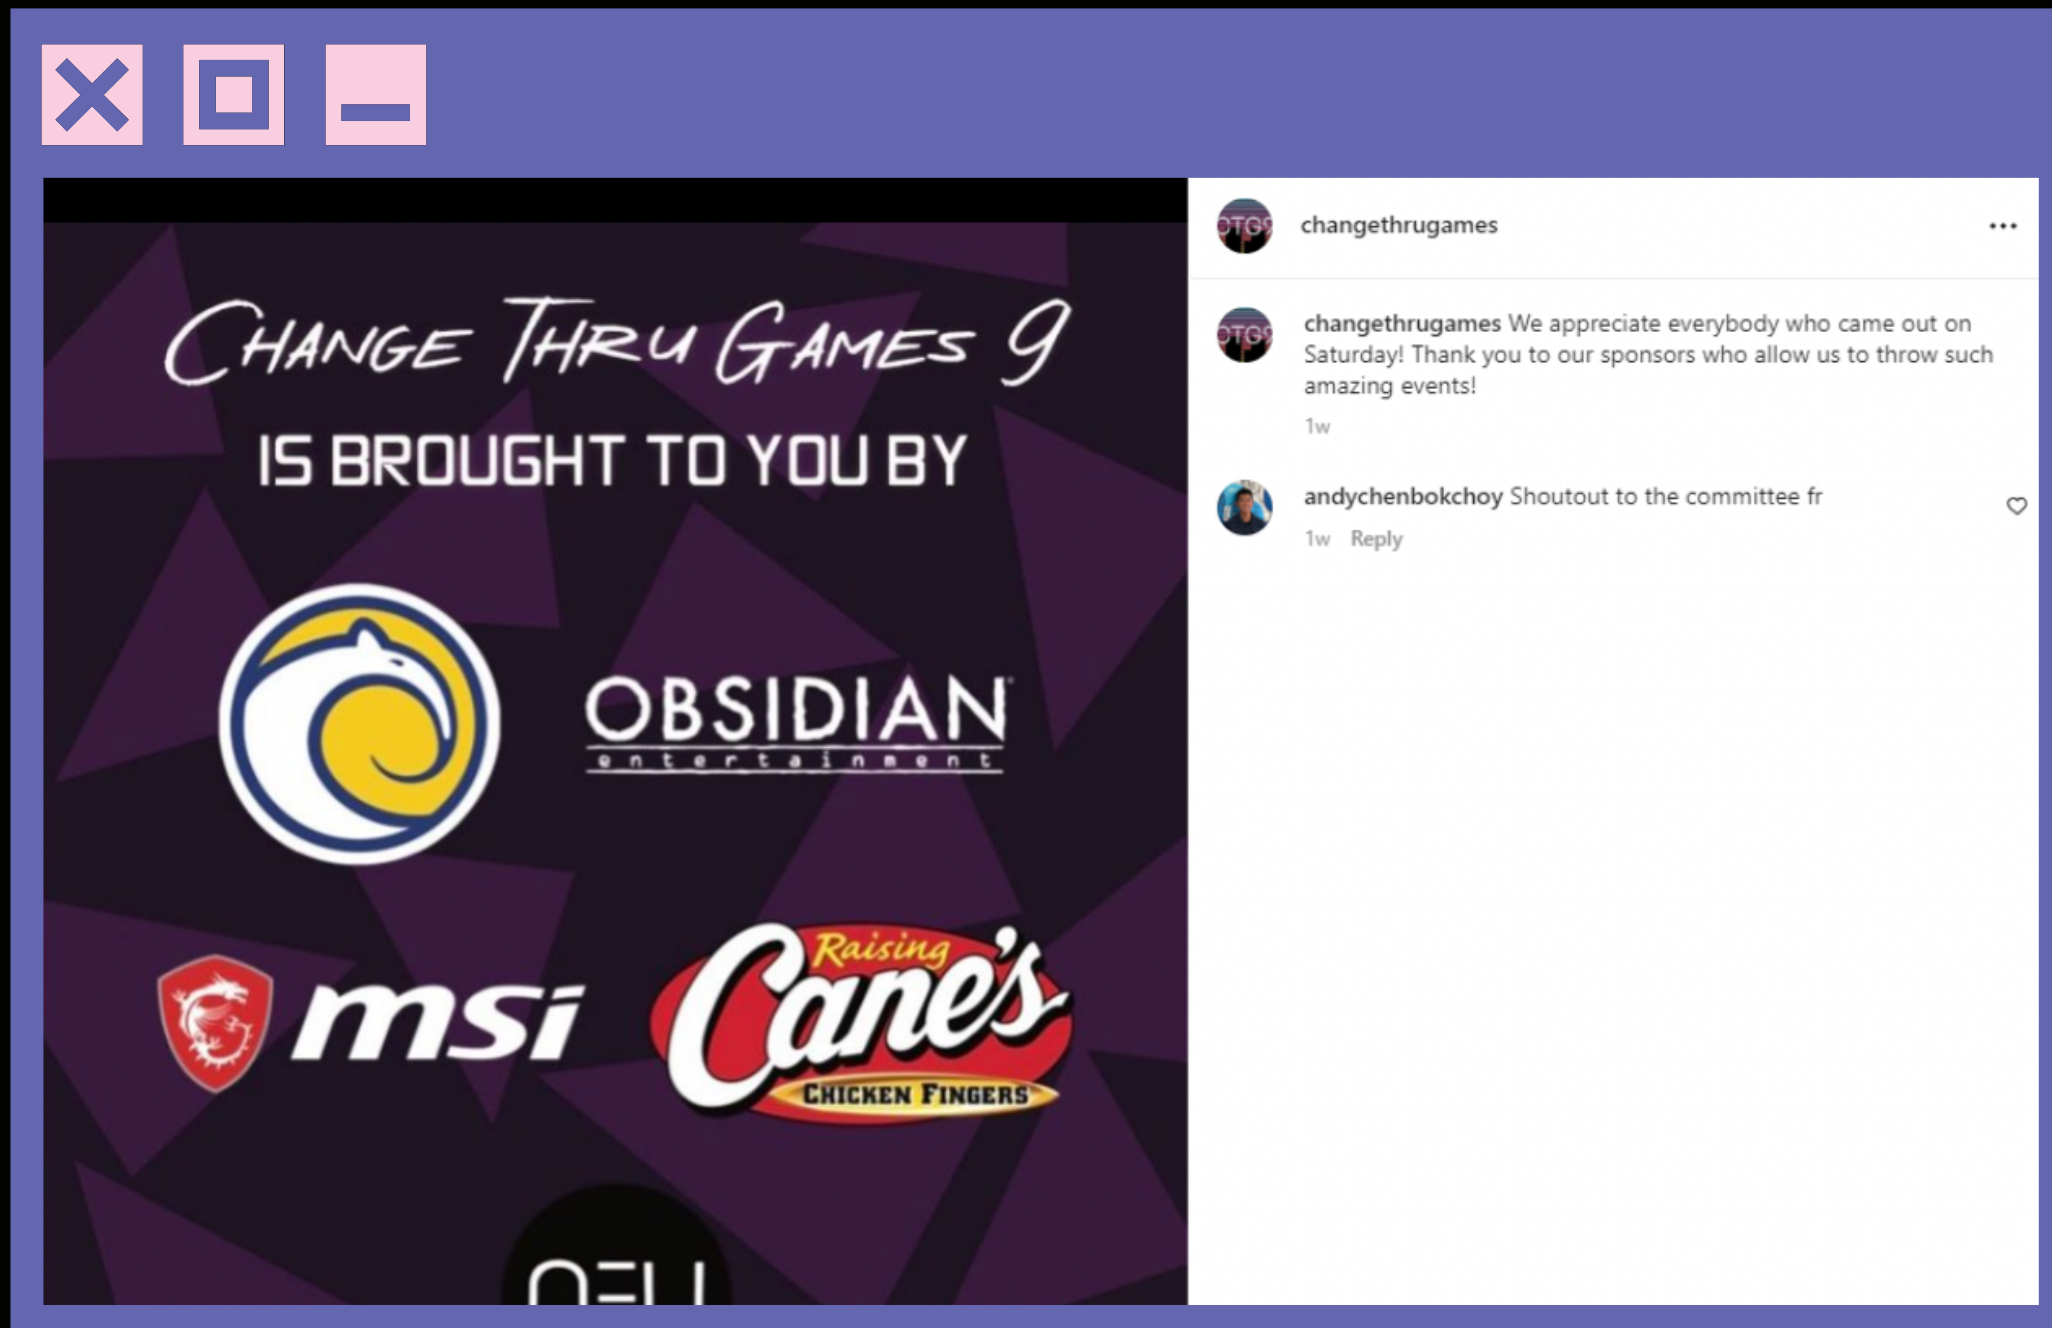 CHANGE THRU GAMES 9
IS BROUGHT TO YOU BY
OBSIDIAN
entertainment
msi
Raising
Cane's
CHICKEN FINGERS
changethrugames
changethrugames We appreciate everybody who came out on
Saturday! Thank you to our sponsors who allow us to throw such
amazing events!
1w
andychenbokchoy Shoutout to the committee fr
1w Reply